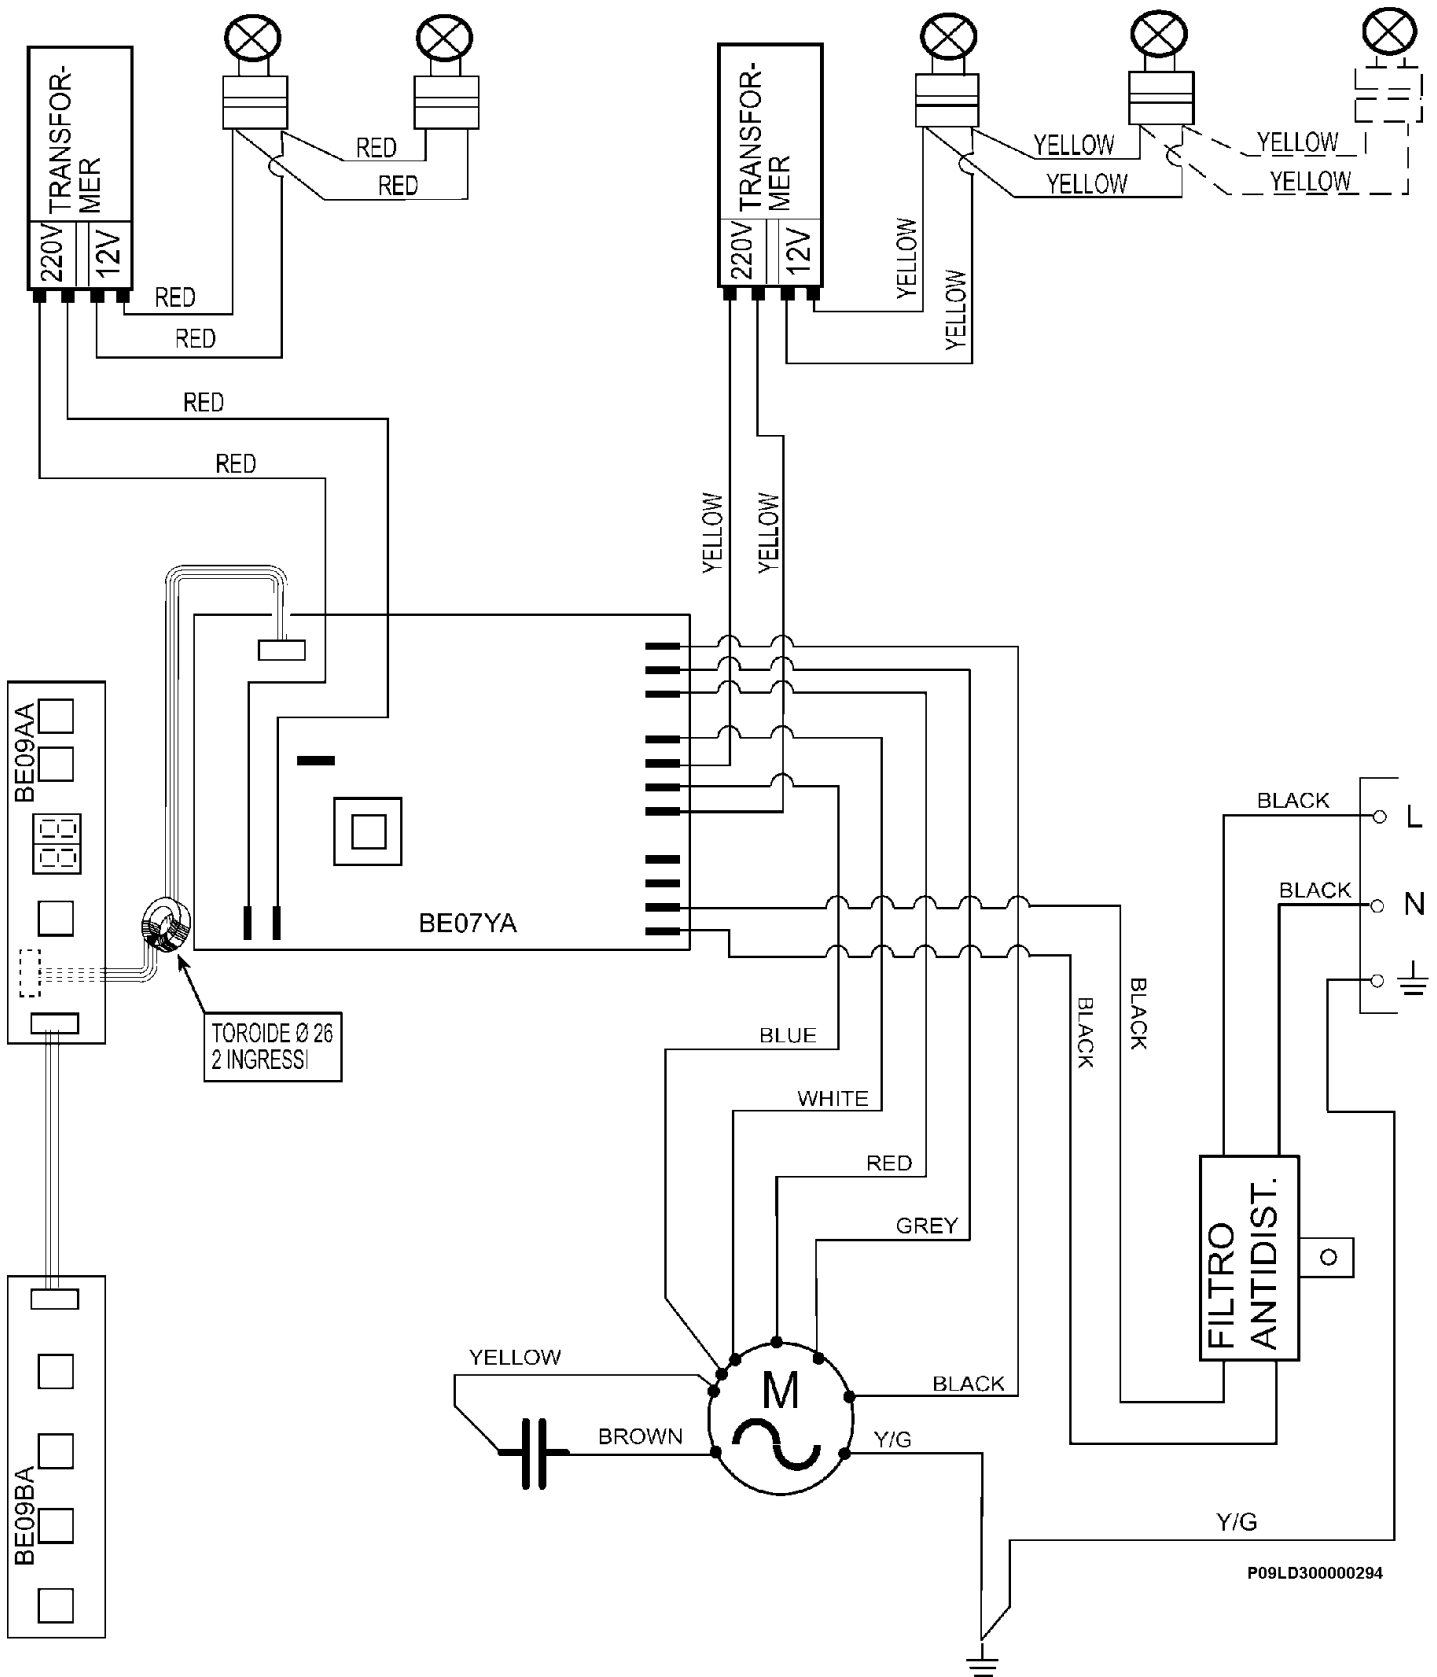 TRANSFOR-
MER
220V
12V
RED
RED
RED
RED
RED
RED
TRANSFOR-
MER
220V
12V
YELLOW
YELLOW
YELLOW
YELLOW
YELLOW
YELLOW
YELLOW
YELLOW
BE09AA
BE07YA
TOROIDE Ø 26
2 INGRESSI
BE09BA
BLUE
WHITE
RED
GREY
BLACK
Y/G
YELLOW
BROWN
M
BLACK
BLACK
BLACK
L
BLACK
N
FILTRO
ANTIDIST.
Y/G
P09LD300000294